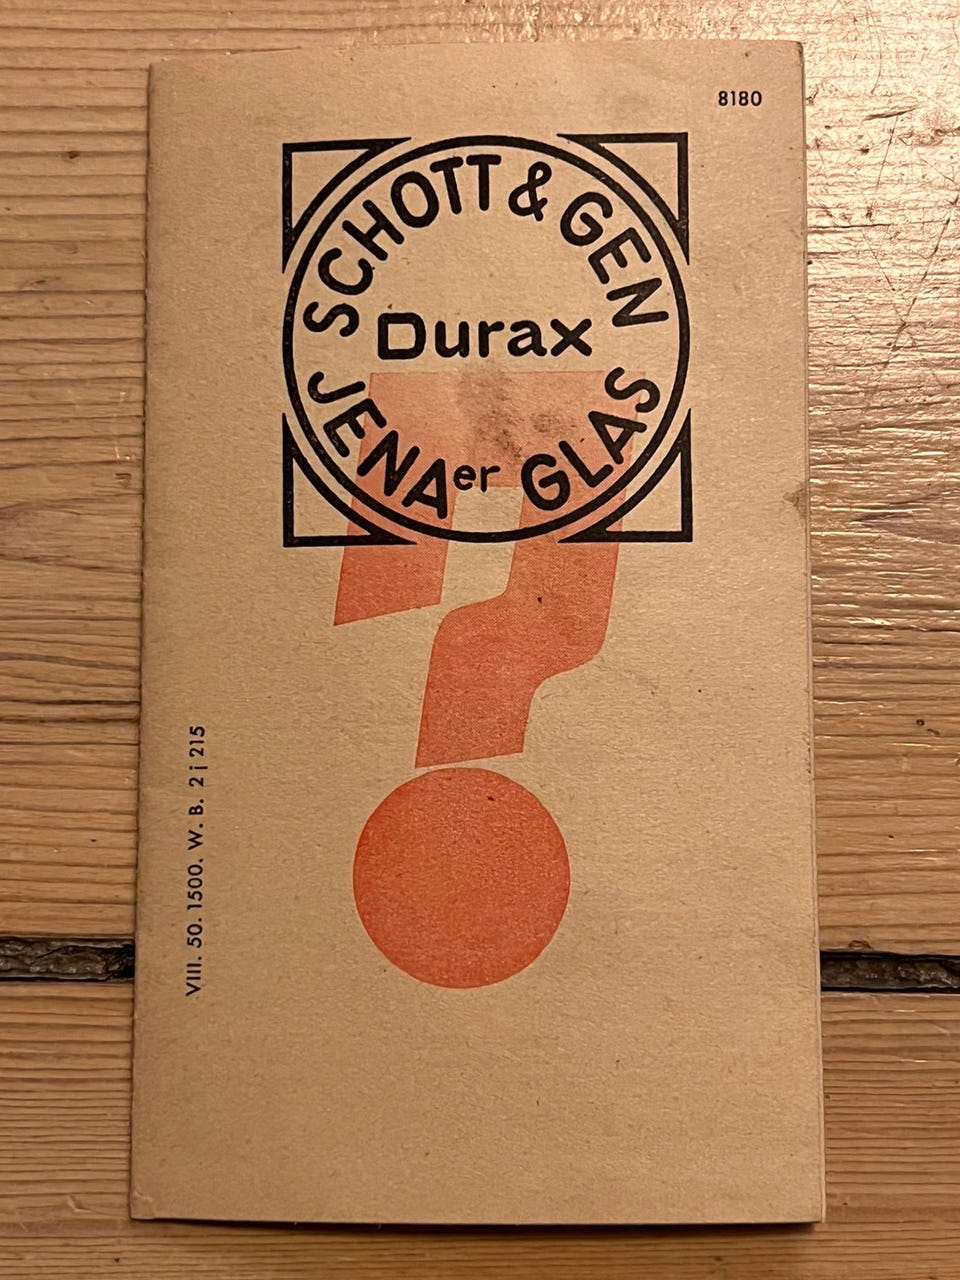 8180
SCHOTT & GEN
Durax
JENAer GLAS
VIII. 50. 1500. W. B. 2 | 215